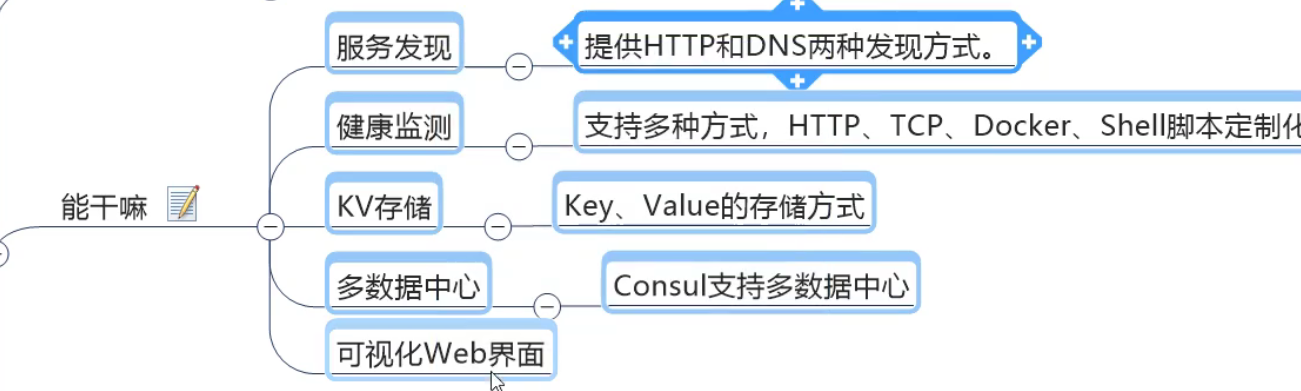 服务发现
提供HTTP和DNS两种发现方式。
健康监测
支持多种方式，HTTP、TCP、Docker、Shell脚本定制化
能干嘛
KV存储
Key、Value的存储方式
多数据中心
Consul支持多数据中心
可视化Web界面